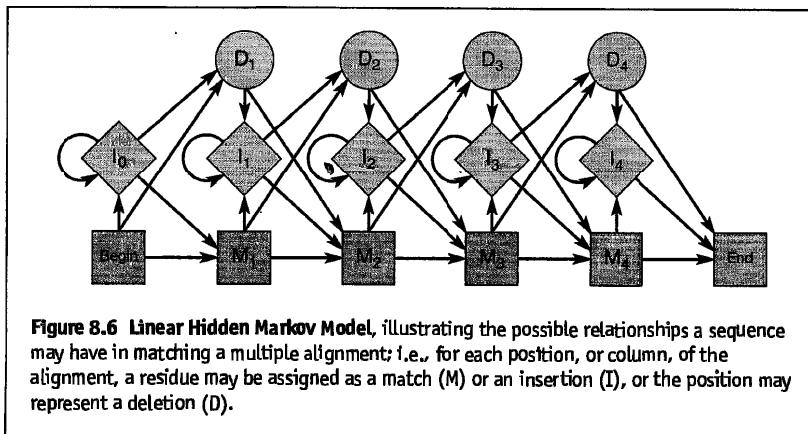 D1 D2 D3 D4
I0 I1 I2 I3 I4
Begin M1 M2 M3 M4 End
Figure 8.6 Linear Hidden Markov Model, illustrating the possible relationships a sequence
may have in matching a multiple alignment; i.e., for each position, or column, of the
alignment, a residue may be assigned as a match (M) or an insertion (I), or the position may
represent a deletion (D).